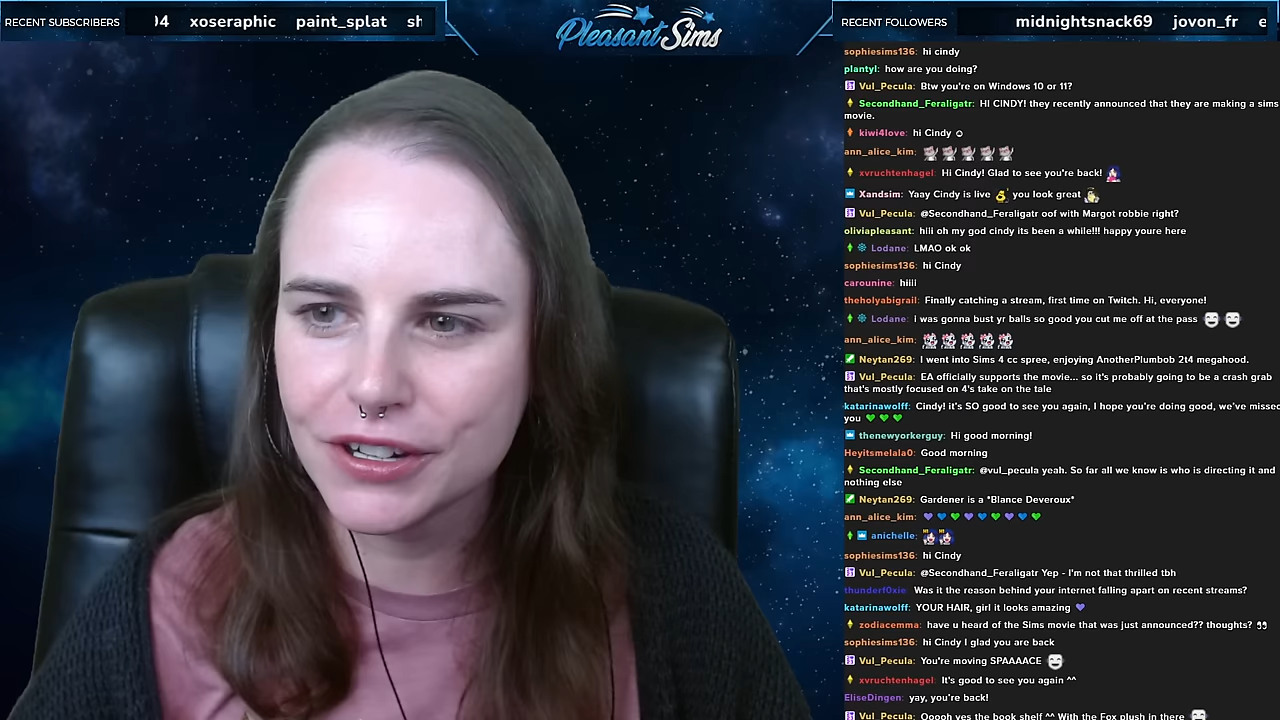 RECENT SUBSCRIBERS
94 xoseraphic paint_splat sh
PleasantSims
RECENT FOLLOWERS
midnightsnack69 jovon_fr e
sophiesims136: hi cindy
plantyl: how are you doing?
Vul_Pecula: Btw you're on Windows 10 or 11?
Secondhand_Feraligatr: HI CINDY! they recently announced that they are making a sims
movie.
kiwi4love: hi Cindy ☺
ann_alice_kim:
xvruchtenhagel: Hi Cindy! Glad to see you're back!
Xandsim: Yaay Cindy is live you look great
Vul_Pecula: @Secondhand_Feraligatr oof with Margot robbie right?
oliviapleasant: hiii oh my god cindy its been a while!!! happy youre here
Lodane: LMAO ok ok
sophiesims136: hi Cindy
carounine: hiiii
theholyabigrail: Finally catching a stream, first time on Twitch. Hi, everyone!
Lodane: i was gonna bust yr balls so good you cut me off at the pass
ann_alice_kim:
Neytan269: I went into Sims 4 cc spree, enjoying AnotherPlumbob 2t4 megahood.
Vul_Pecula: EA officially supports the movie... so it's probably going to be a crash grab
that's mostly focused on 4's take on the tale
katarinawolff: Cindy! it's SO good to see you again, I hope you're doing good, we've missed
you 💚 💚 💚
thenewyorkerguy: Hi good morning!
Heyitsmelala0: Good morning
Secondhand_Feraligatr: @vul_pecula yeah. So far all we know is who is directing it and
nothing else
Neytan269: Gardener is a *Blance Deveroux*
ann_alice_kim: 💜 💙 💚 💜 💙 💚 💜 💙 💚
anichelle:
sophiesims136: hi Cindy
Vul_Pecula: @Secondhand_Feraligatr Yep - I'm not that thrilled tbh
thunderf0xie: Was it the reason behind your internet falling apart on recent streams?
katarinawolff: YOUR HAIR, girl it looks amazing 💜
zodiacemma: have u heard of the Sims movie that was just announced?? thoughts? 👀
sophiesims136: hi Cindy I glad you are back
Vul_Pecula: You're moving SPAAAACE
xvruchtenhagel: It's good to see you again ^^
EliseDingen: yay, you're back!
Vul_Pecula: Ooooh yes the book shelf ^^ With the Fox plush in there